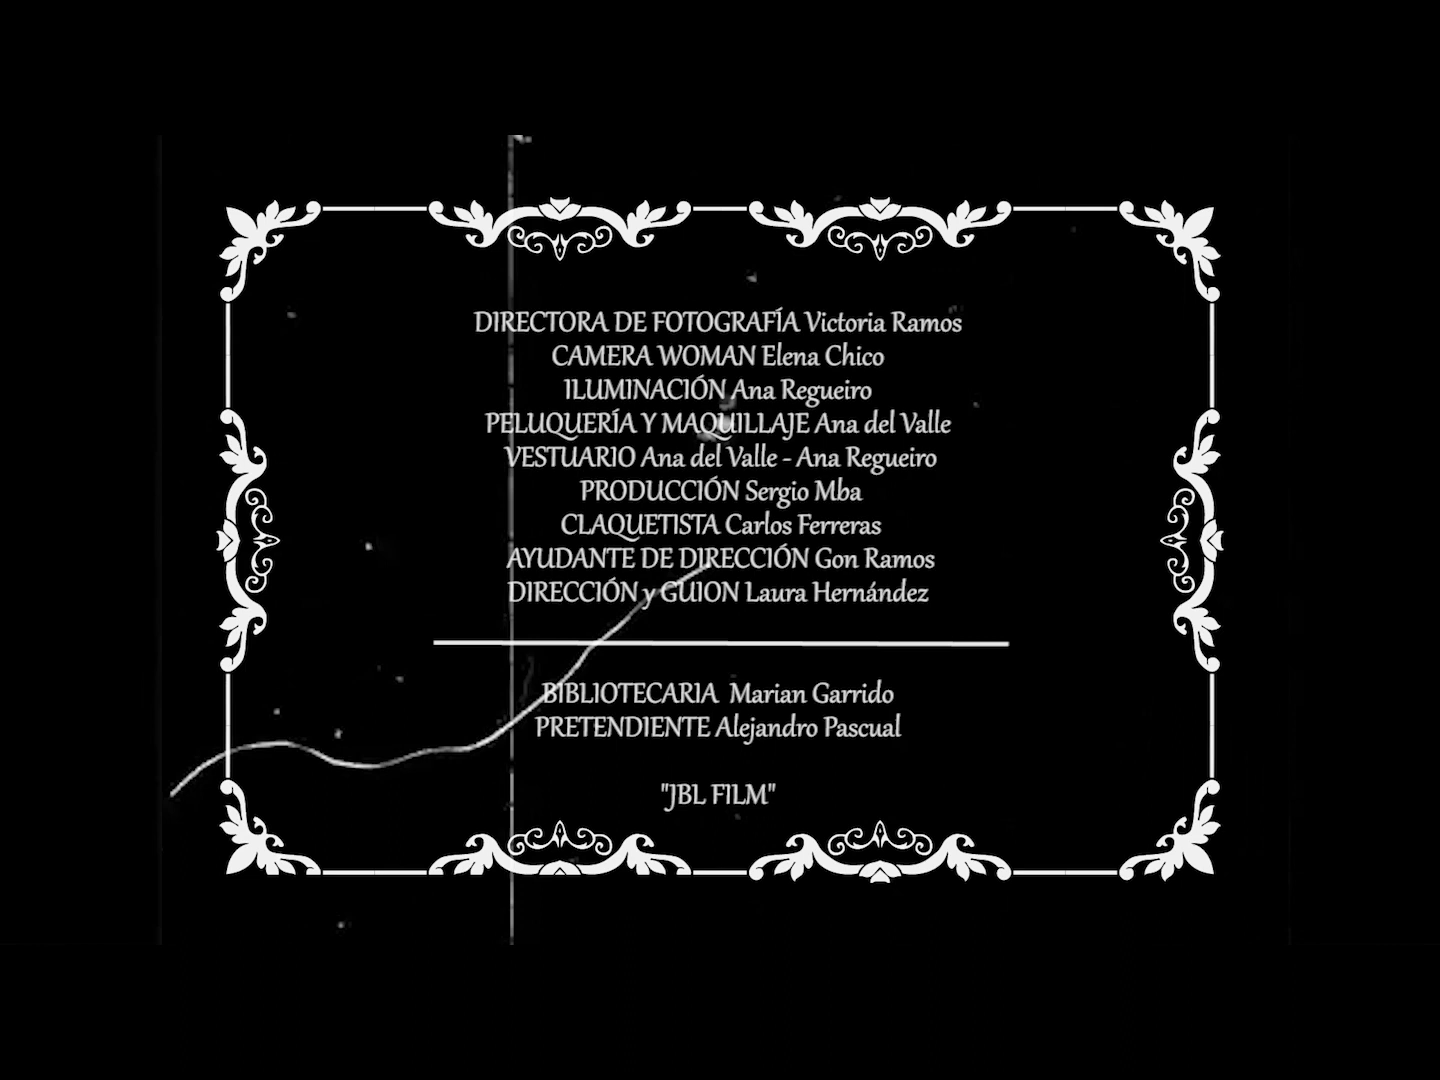 DIRECTORA DE FOTOGRAFÍA Victoria Ramos
CAMERA WOMAN Elena Chico
ILUMINACIÓN Ana Regueiro
PELUQUERÍA Y MAQUILLAJE Ana del Valle
VESTUARIO Ana del Valle - Ana Regueiro
PRODUCCIÓN Sergio Mba
CLAQUETISTA Carlos Ferreras
AYUDANTE DE DIRECCIÓN Gon Ramos
DIRECCIÓN y GUION Laura Hernández
BIBLIOTECARIA Marian Garrido
PRETENDIENTE Alejandro Pascual
"JBL FILM"